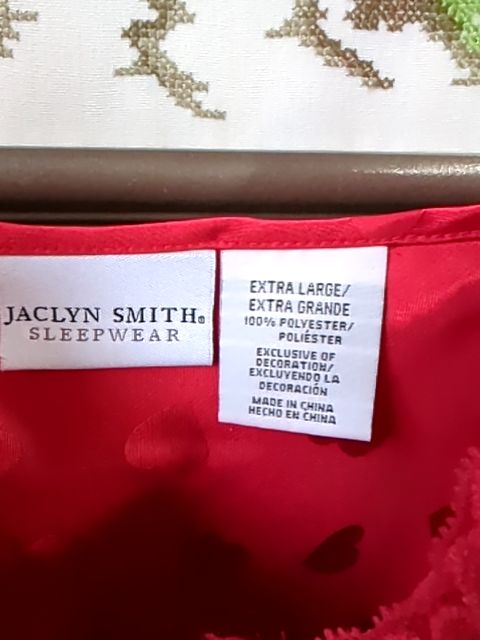 JACLYN SMITH®
SLEEPWEAR
EXTRA LARGE/
EXTRA GRANDE
100% POLYESTER/
POLIÉSTER
EXCLUSIVE OF
DECORATION/
EXCLUYENDO LA
DECORACIÓN
MADE IN CHINA
HECHO EN CHINA